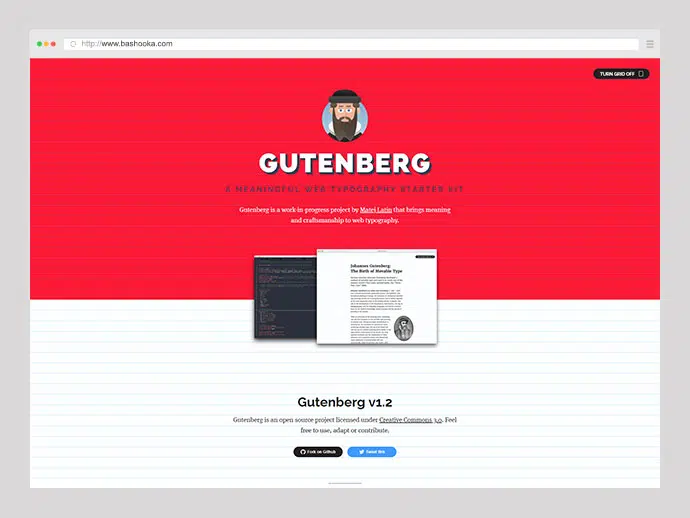 http://www.bashooka.com
TURN GRID OFF
GUTENBERG
A MEANINGFUL WEB TYPOGRAPHY STARTER KIT
Gutenberg is a work in progress project by Matej Latin that brings meaning
and craftsmanship to web typography.
Johannes Gutenberg:
The Birth of Movable Type
Gutenberg v1.2
Gutenberg is an open source project licensed under Creative Commons 3.0. Feel
free to use, adapt or contribute.
Fork on Github
Tweet this